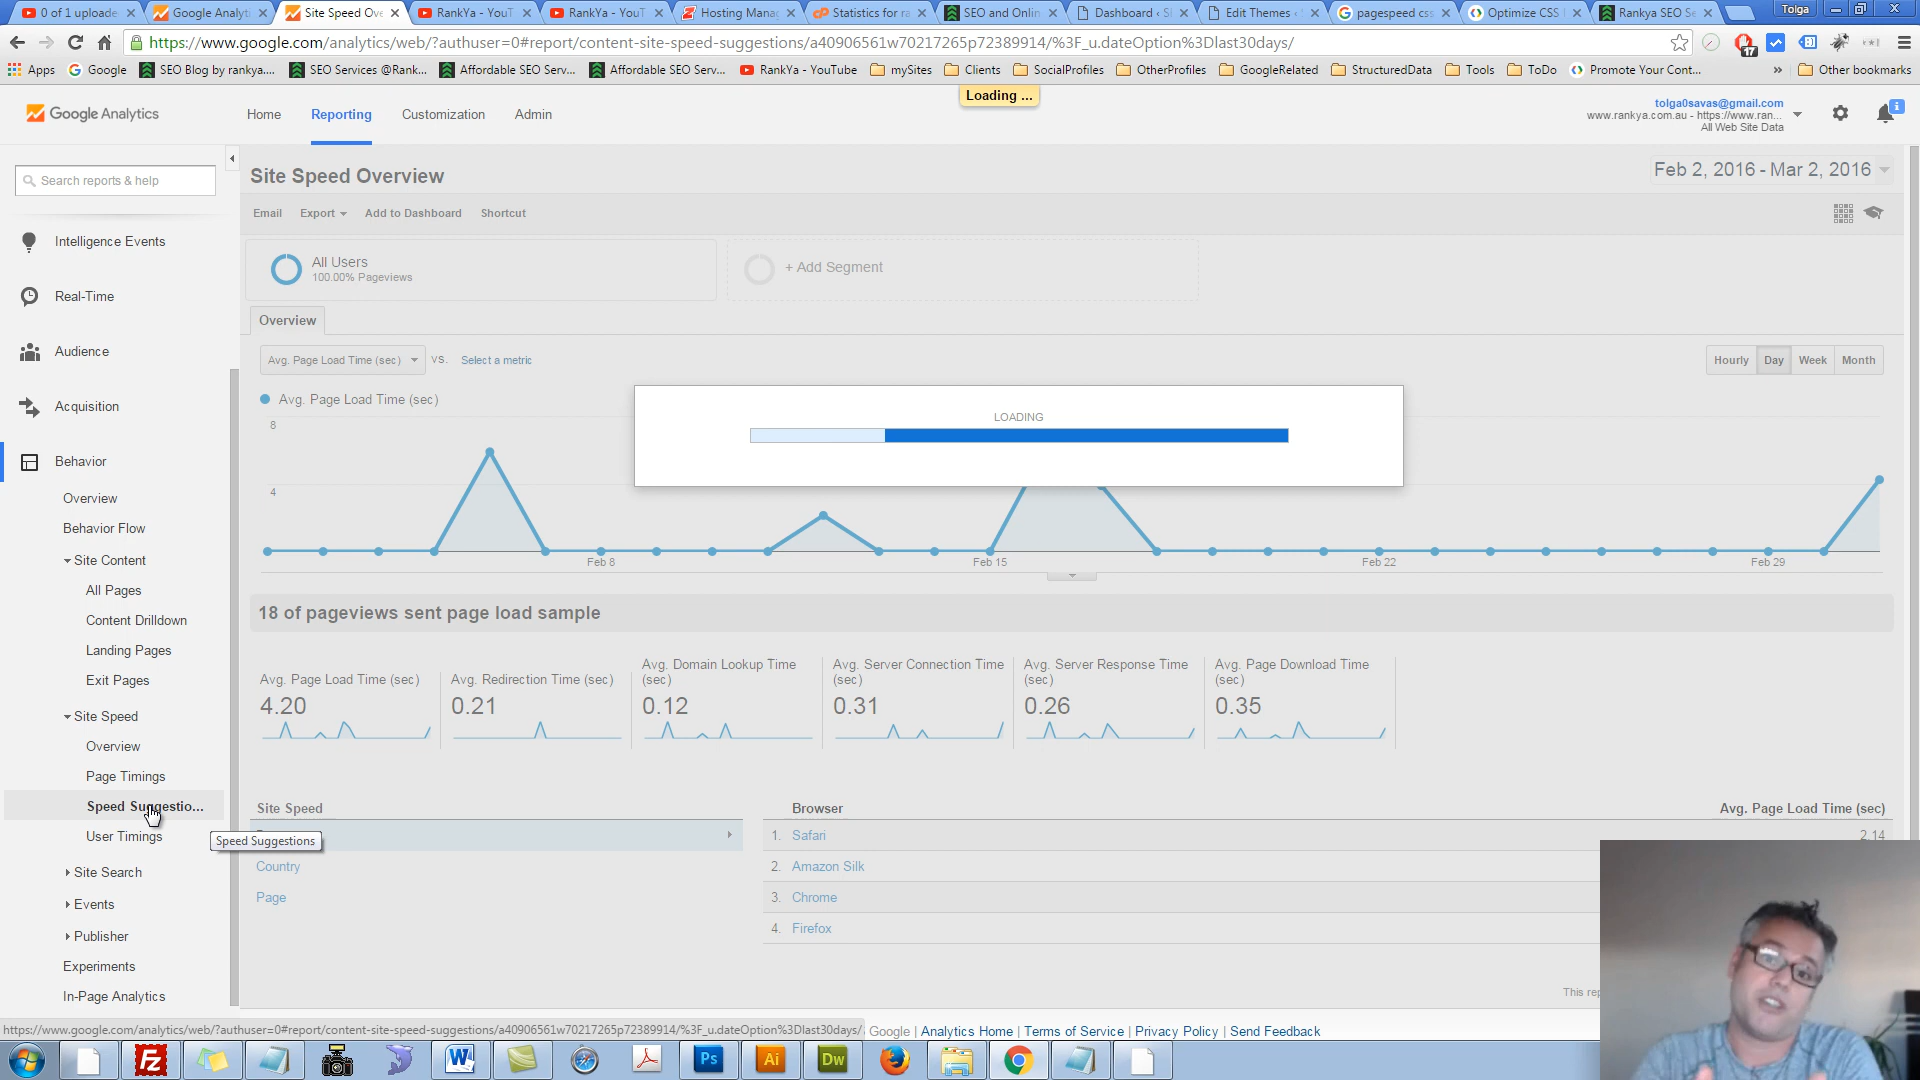 0 of 1 uploade
Google Analyt
Site Speed Ove
RankYa - YouT
RankYa - YouT
Hosting Mana
Statistics for ra
SEO and Onlin
Dashboard ‹ S
Edit Themes ‹
pagespeed css
Optimize CSS
Rankya SEO Se
Tolga
https://www.google.com/analytics/web/?authuser=0#report/content-site-speed-suggestions/a40906561w70217265p72389914/%3F_u.dateOption%3Dlast30days/
17
Apps
Google
SEO Blog by rankya....
SEO Services @Rank...
Affordable SEO Serv...
Affordable SEO Serv...
RankYa - YouTube
mySites
Clients
SocialProfiles
OtherProfiles
GoogleRelated
StructuredData
Tools
ToDo
Promote Your Cont...
»
Other bookmarks
Loading ...
Google Analytics
Home
Reporting
Customization
Admin
tolga0savas@gmail.com
www.rankya.com.au - https://www.ran...
All Web Site Data
Search reports & help
Intelligence Events
Real-Time
Audience
Acquisition
Behavior
Overview
Behavior Flow
Site Content
All Pages
Content Drilldown
Landing Pages
Exit Pages
Site Speed
Overview
Page Timings
Speed Suggestio...
User Timings
Speed Suggestions
Site Search
Events
Publisher
Experiments
In-Page Analytics
Site Speed Overview
Feb 2, 2016 - Mar 2, 2016
Email
Export
Add to Dashboard
Shortcut
All Users
100.00% Pageviews
+ Add Segment
Overview
Avg. Page Load Time (sec)
VS.
Select a metric
Hourly
Day
Week
Month
Avg. Page Load Time (sec)
8
4
LOADING
Feb 8
Feb 15
Feb 22
Feb 29
18 of pageviews sent page load sample
Avg. Page Load Time (sec)
4.20
Avg. Redirection Time (sec)
0.21
Avg. Domain Lookup Time (sec)
0.12
Avg. Server Connection Time (sec)
0.31
Avg. Server Response Time (sec)
0.26
Avg. Page Download Time (sec)
0.35
Site Speed
Country
Page
Browser
Avg. Page Load Time (sec)
1. Safari
2.14
2. Amazon Silk
3. Chrome
4. Firefox
This rep
https://www.google.com/analytics/web/?authuser=0#report/content-site-speed-suggestions/a40906561w70217265p72389914/%3F_u.dateOption%3Dlast30days/
Google | Analytics Home | Terms of Service | Privacy Policy | Send Feedback
Fz
W
Ps
Ai
Dw